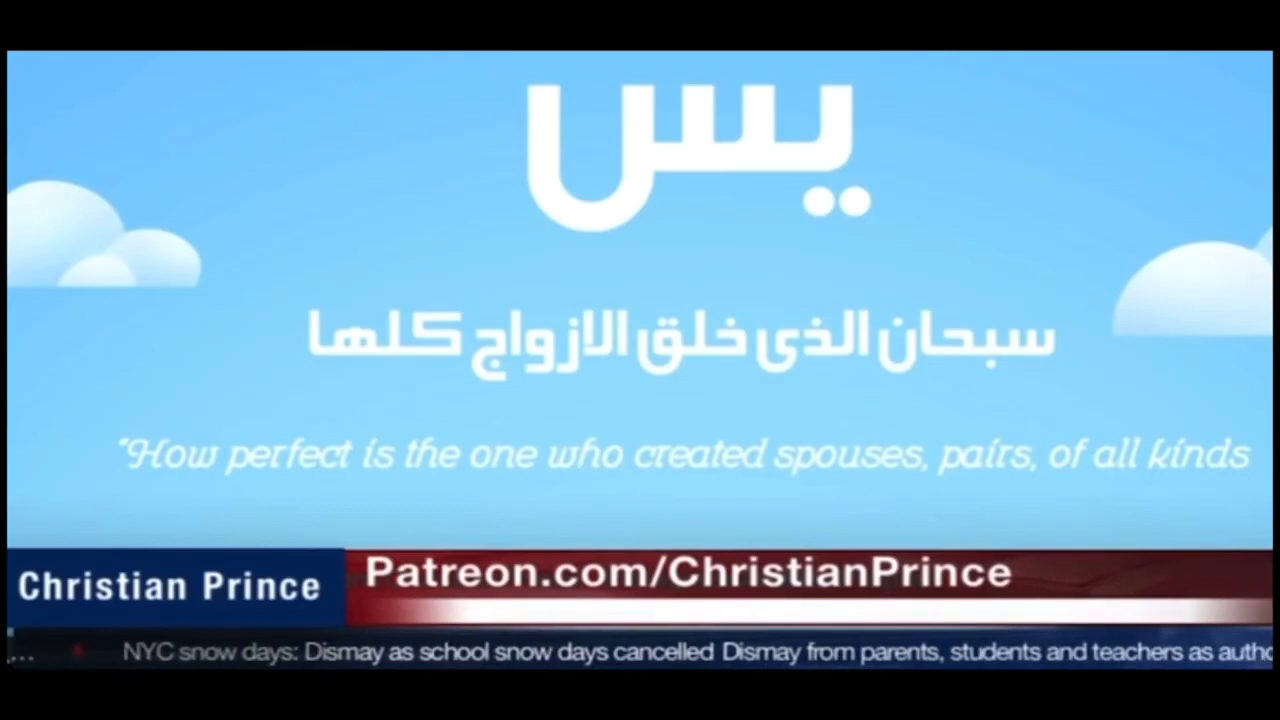 يس
سبحان الذى خلق الازواج كلها
"How perfect is the one who created spouses, pairs, of all kinds
Christian Prince
Patreon.com/ChristianPrince
NYC snow days: Dismay as school snow days cancelled Dismay from parents, students and teachers as